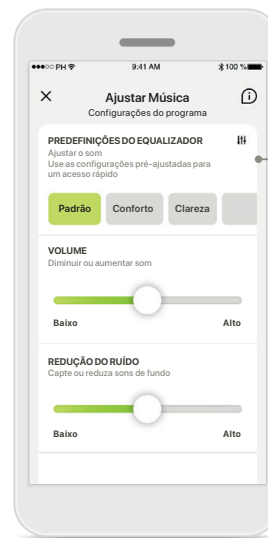 ●●●○○ PH 9:41 AM 100 %
Ajustar Música
Configurações do programa
PREDEFINIÇÕES DO EQUALIZADOR
Ajustar o som
Use as configurações pré-ajustadas para
um acesso rápido
Padrão Conforto Clareza
VOLUME
Diminuir ou aumentar som
Baixo Alto
REDUÇÃO DO RUÍDO
Capte ou reduza sons de fundo
Baixo Alto